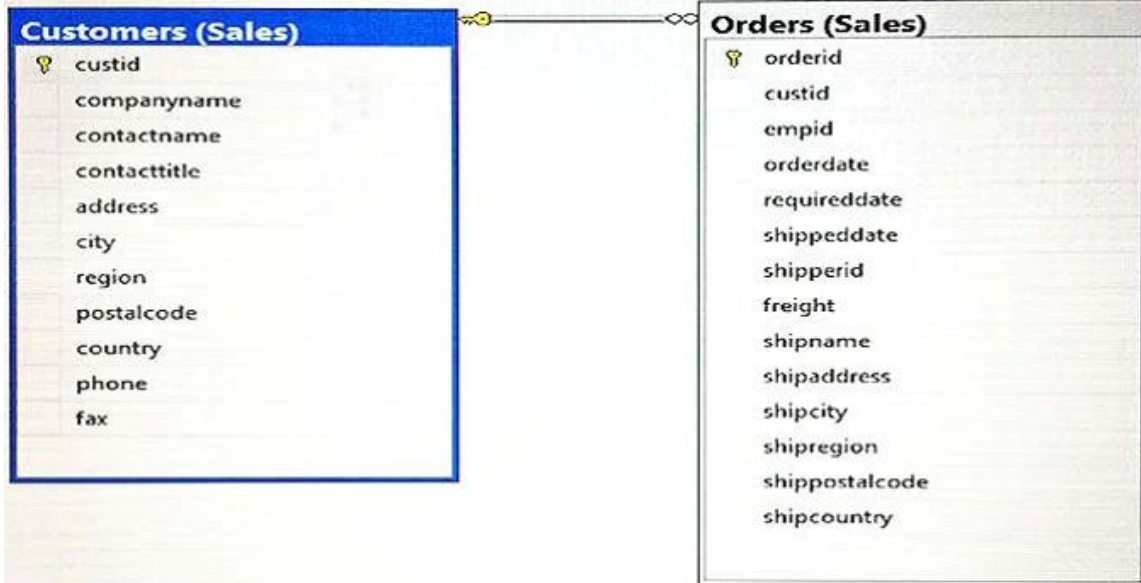 Customers (Sales)
custid
companyname
contactname
contacttitle
address
city
region
postalcode
country
phone
fax
Orders (Sales)
orderid
custid
empid
orderdate
requireddate
shippeddate
shipperid
freight
shipname
shipaddress
shipcity
shipregion
shippostalcode
shipcountry